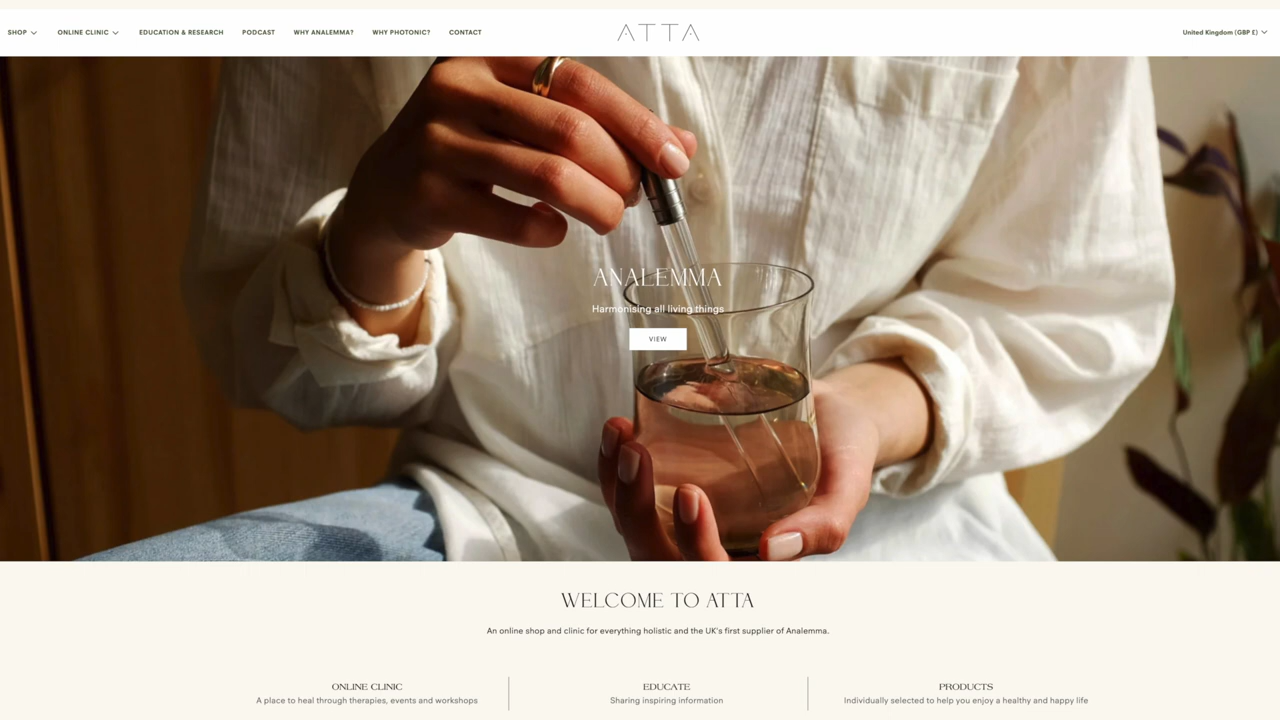 SHOP
ONLINE CLINIC
EDUCATION & RESEARCH
PODCAST
WHY ANALEMMA?
WHY PHOTONIC?
CONTACT
ATTA
United Kingdom (GBP £)
ANALEMMA
Harmonising all living things
VIEW
WELCOME TO ATTA
An online shop and clinic for everything holistic and the UK's first supplier of Analemma.
ONLINE CLINIC
A place to heal through therapies, events and workshops
EDUCATE
Sharing inspiring information
PRODUCTS
Individually selected to help you enjoy a healthy and happy life